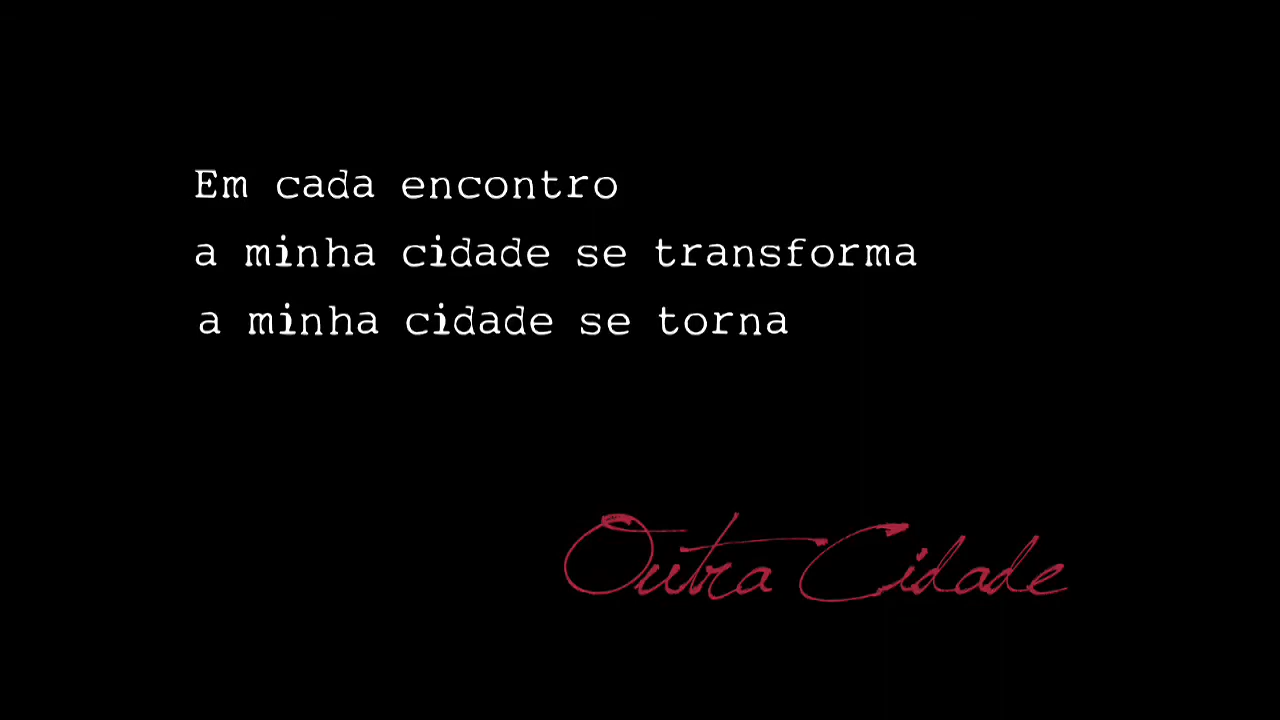 Em cada encontro
a minha cidade se transforma
a minha cidade se torna
Outra Cidade